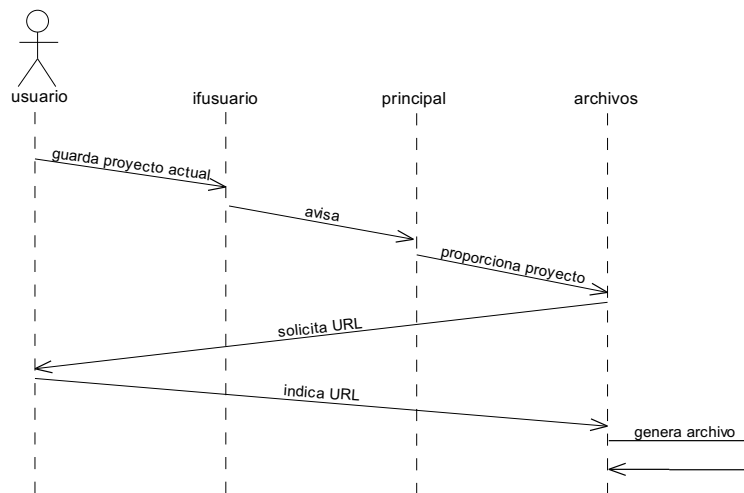 usuario
ifusuario
principal
archivos
guarda proyecto actual
avisa
proporciona proyecto
solicita URL
indica URL
genera archivo